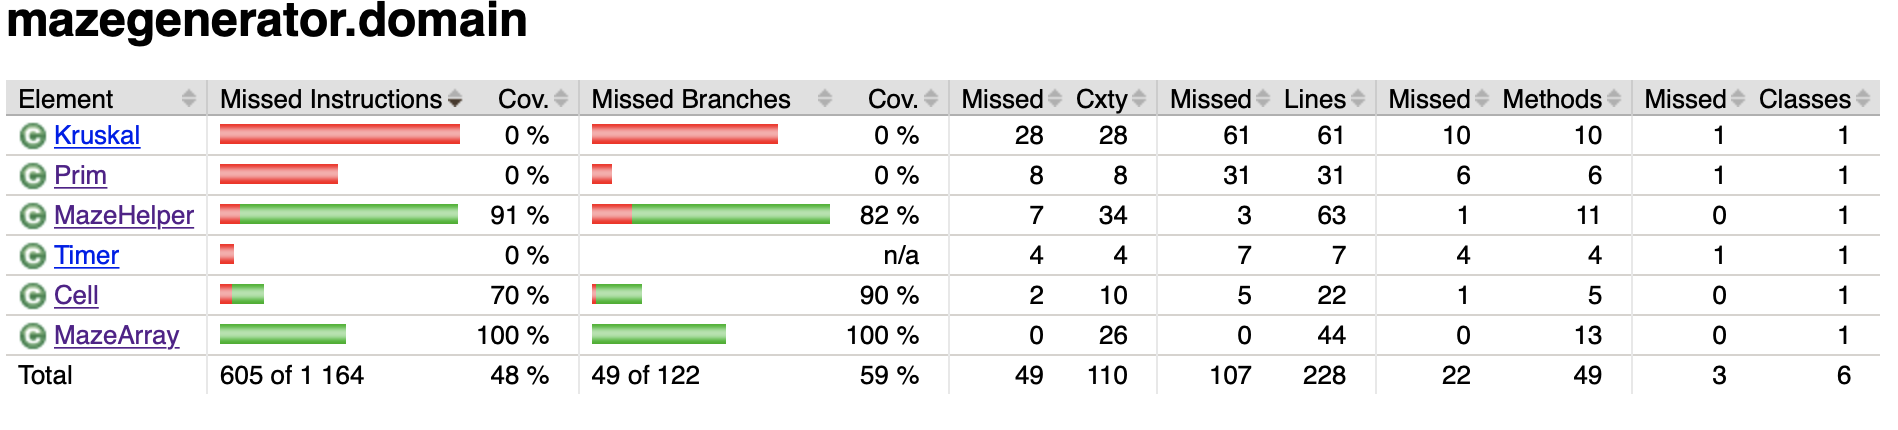 mazegenerator.domain
Element Missed Instructions Cov. Missed Branches Cov. Missed Cxty Missed Lines Missed Methods Missed Classes
C Kruskal 0 % 0 % 28 28 61 61 10 10 1 1
C Prim 0 % 0 % 8 8 31 31 6 6 1 1
C MazeHelper 91 % 82 % 7 34 3 63 1 11 0 1
C Timer 0 % n/a 4 4 7 7 4 4 1 1
C Cell 70 % 90 % 2 10 5 22 1 5 0 1
C MazeArray 100 % 100 % 0 26 0 44 0 13 0 1
Total 605 of 1 164 48 % 49 of 122 59 % 49 110 107 228 22 49 3 6